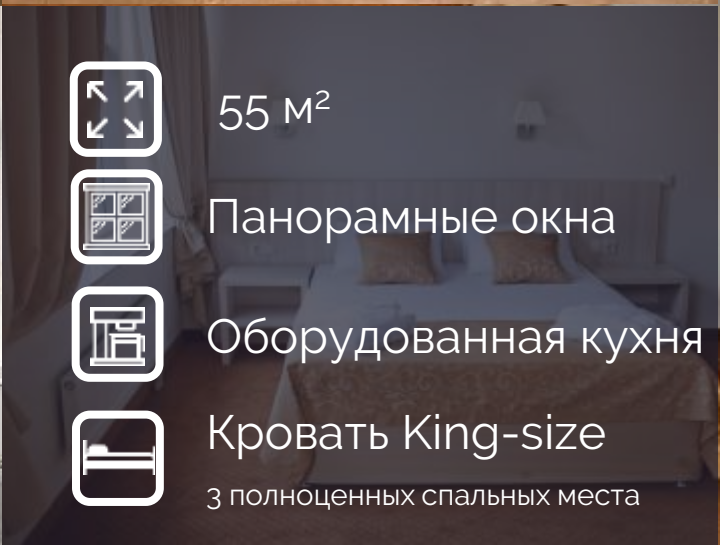 55 м²
Панорамные окна
Оборудованная кухня
Кровать King-size
3 полноценных спальных места